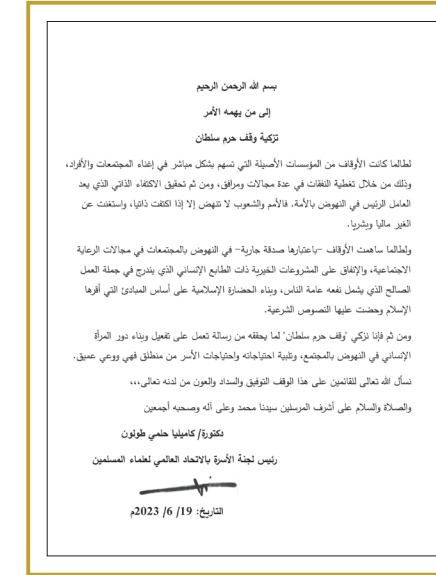 بسم الله الرحمن الرحيم
إلى من يهمه الأمر
تزكية وقف حرم سلطان
لطالما كانت الأوقاف من المؤسسات الأصيلة التي تسهم بشكل مباشر في إغناء المجتمعات والأفراد،
وذلك من خلال تغطية النفقات في عدة مجالات ومرافق، ومن ثم تحقيق الاكتفاء الذاتي الذي يعد
العامل الرئيس في النهوض بالأمة. فالأمم والشعوب لا تنهض إلا إذا اكتفت ذاتيا، واستغنت عن
الغير ماليا وبشريا.
ولطالما ساهمت الأوقاف –باعتبارها صدقة جارية– في النهوض بالمجتمعات في مجالات الرعاية
الاجتماعية، والإنفاق على المشروعات الخيرية ذات الطابع الإنساني الذي يندرج في جملة العمل
الصالح الذي يشمل نفعه عامة الناس، وبناء الحضارة الإسلامية على أساس المبادئ التي أقرها
الإسلام وحضت عليها النصوص الشرعية.
ومن ثم فإننا نزكي "وقف حرم سلطان" لما يحققه من رسالة تعمل على تفعيل وبناء دور المرأة
الإنساني في النهوض بالمجتمع، وتلبية احتياجاته واحتياجات الأسر من منطلق فهي ووعي عميق.
نسأل الله تعالى للقائمين على هذا الوقف التوفيق والسداد والعون من لدنه تعالى،،،
والصلاة والسلام على أشرف المرسلين سيدنا محمد وعلى آله وصحبه أجمعين
دكتورة/ كاميليا حلمي طولون
رئيس لجنة الأسرة بالاتحاد العالمي لعلماء المسلمين
التاريخ: 19/ 6/ 2023م